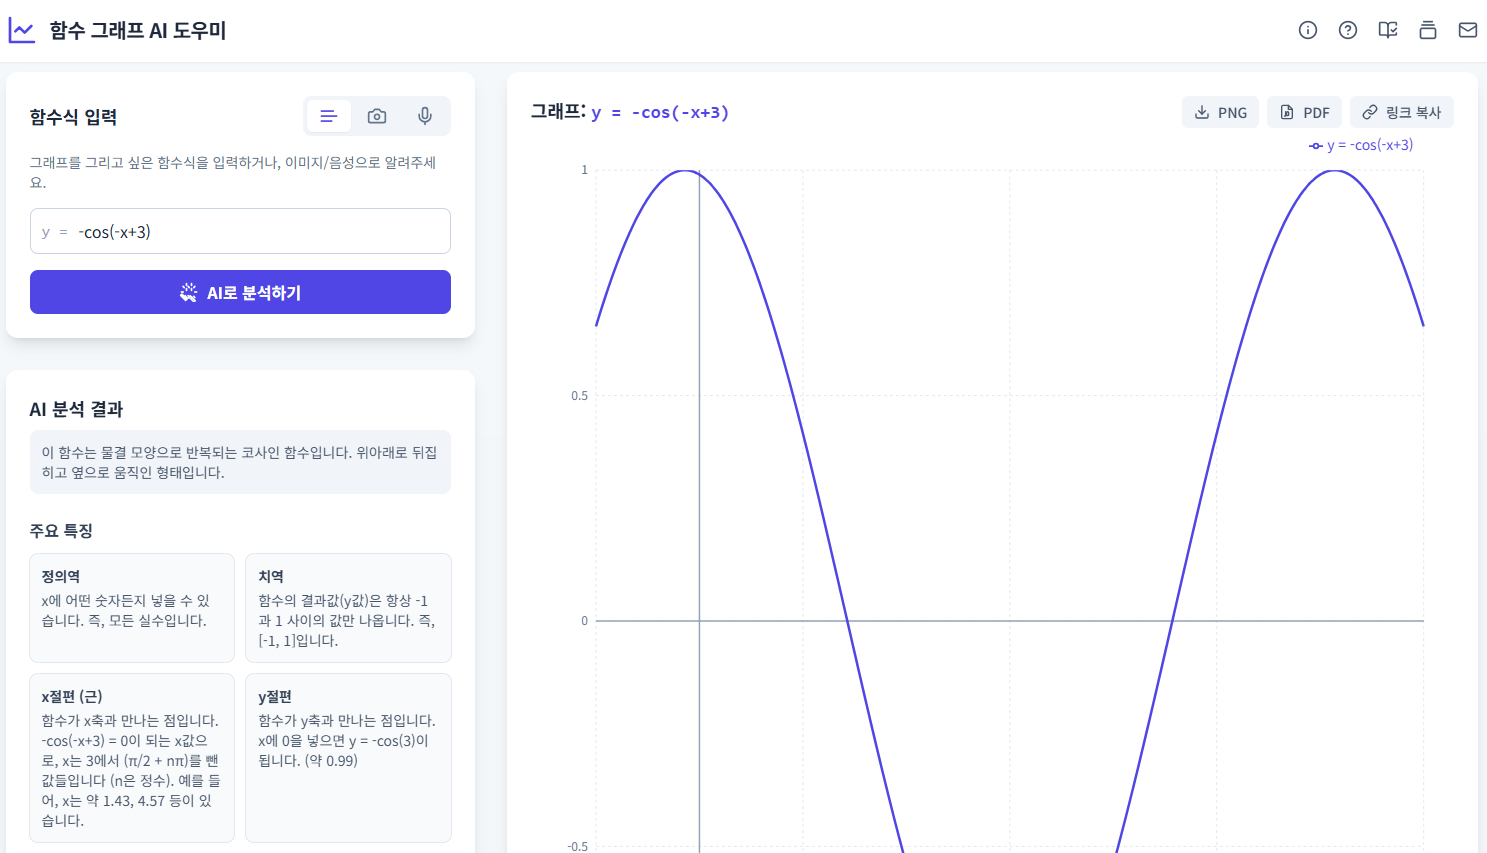 함수 그래프 AI 도우미
함수식 입력
그래프를 그리고 싶은 함수식을 입력하거나, 이미지/음성으로 알려주세
요.
y = -cos(-x+3)
AI로 분석하기
AI 분석 결과
이 함수는 물결 모양으로 반복되는 코사인 함수입니다. 위아래로 뒤집
히고 옆으로 움직인 형태입니다.
주요 특징
정의역
x에 어떤 숫자든지 넣을 수 있
습니다. 즉, 모든 실수입니다.
치역
함수의 결과값(y값)은 항상 -1
과 1 사이의 값만 나옵니다. 즉,
[-1, 1]입니다.
x절편 (근)
함수가 x축과 만나는 점입니다.
-cos(-x+3) = 0이 되는 x값으
로, x는 3에서 (π/2 + nπ)를 뺀
값들입니다 (n은 정수). 예를 들
어, x는 약 1.43, 4.57 등이 있
습니다.
y절편
함수가 y축과 만나는 점입니다.
x에 0을 넣으면 y = -cos(3)이
됩니다. (약 0.99)
그래프: y = -cos(-x+3)
PNG
PDF
링크 복사
y = -cos(-x+3)
1
0.5
0
-0.5